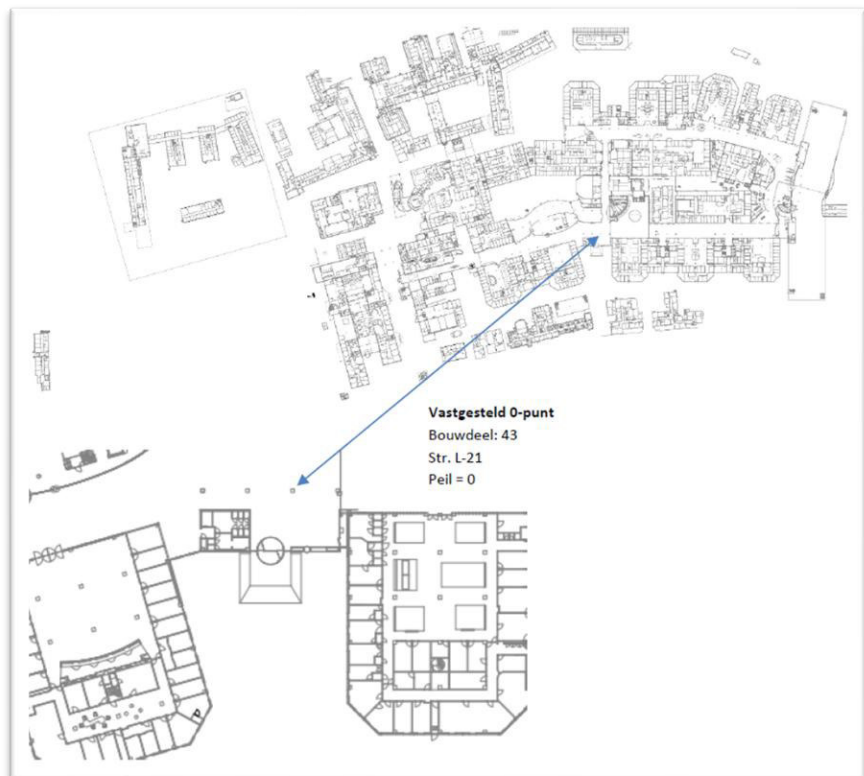 Vastgesteld 0-punt
Bouwdeel: 43
Str. L-21
Peil = 0